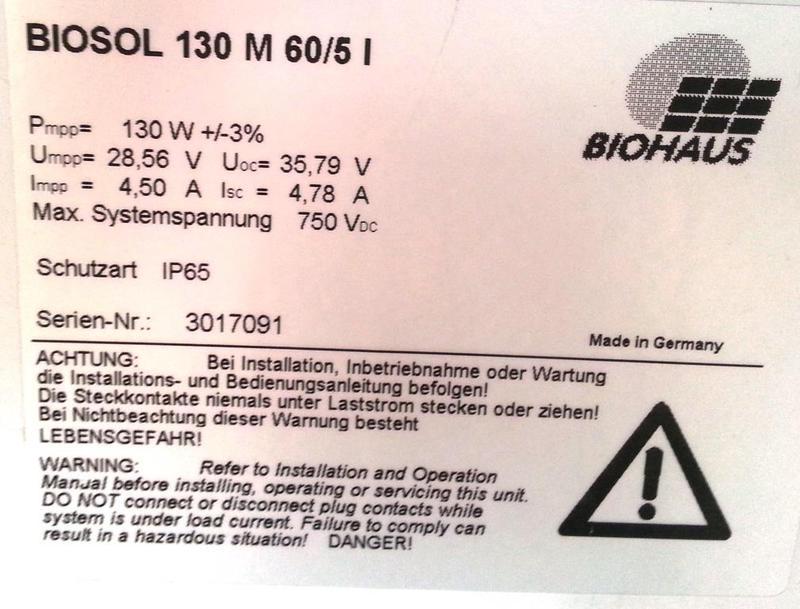 BIOSOL 130 M 60/5 I
BIOHAUS
Pmpp= 130 W +/-3%
Umpp= 28,56 V Uoc= 35,79 V
Impp = 4,50 A Isc = 4,78 A
Max. Systemspannung 750 VDC
Schutzart IP65
Serien-Nr.: 3017091
Made in Germany
ACHTUNG: Bei Installation, Inbetriebnahme oder Wartung
die Installations- und Bedienungsanleitung befolgen!
Die Steckkontakte niemals unter Laststrom stecken oder ziehen!
Bei Nichtbeachtung dieser Warnung besteht
LEBENSGEFAHR!
WARNING: Refer to Installation and Operation
Manual before installing, operating or servicing this unit.
DO NOT connect or disconnect plug contacts while
system is under load current. Failure to comply can
result in a hazardous situation! DANGER!
!